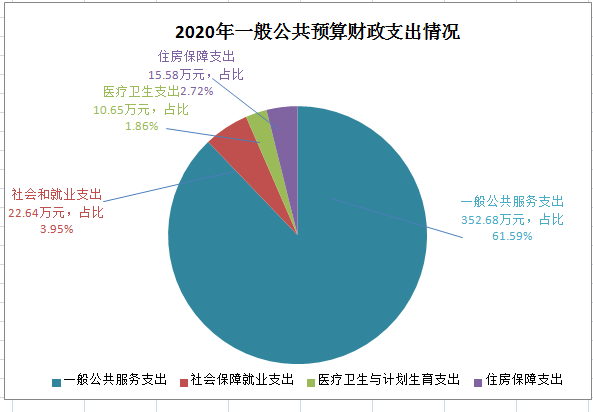 2020年一般公共预算财政支出情况
住房保障支出
15.58万元，占比
2.72%
医疗卫生支出
10.65万元，占比
1.86%
社会和就业支出
22.64万元，占比
3.95%
一般公共服务支出
352.68万元，占比
61.59%
一般公共服务支出
社会保障就业支出
医疗卫生与计划生育支出
住房保障支出